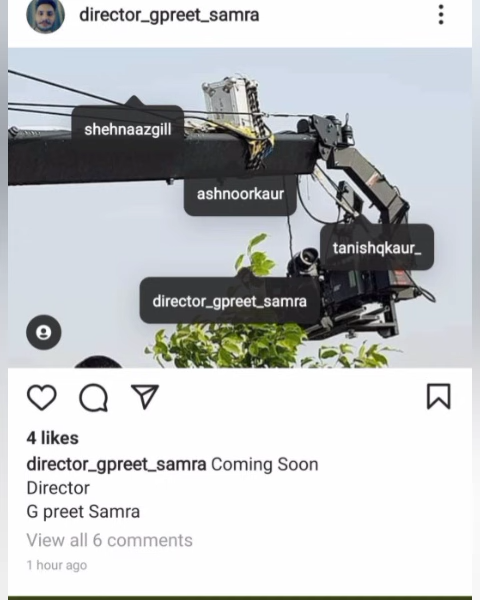 director_gpreet_samra
shehnaazgill
ashnoorkaur
tanishqkaur_
director_gpreet_samra
4 likes
director_gpreet_samra Coming Soon
Director
G preet Samra
View all 6 comments
1 hour ago